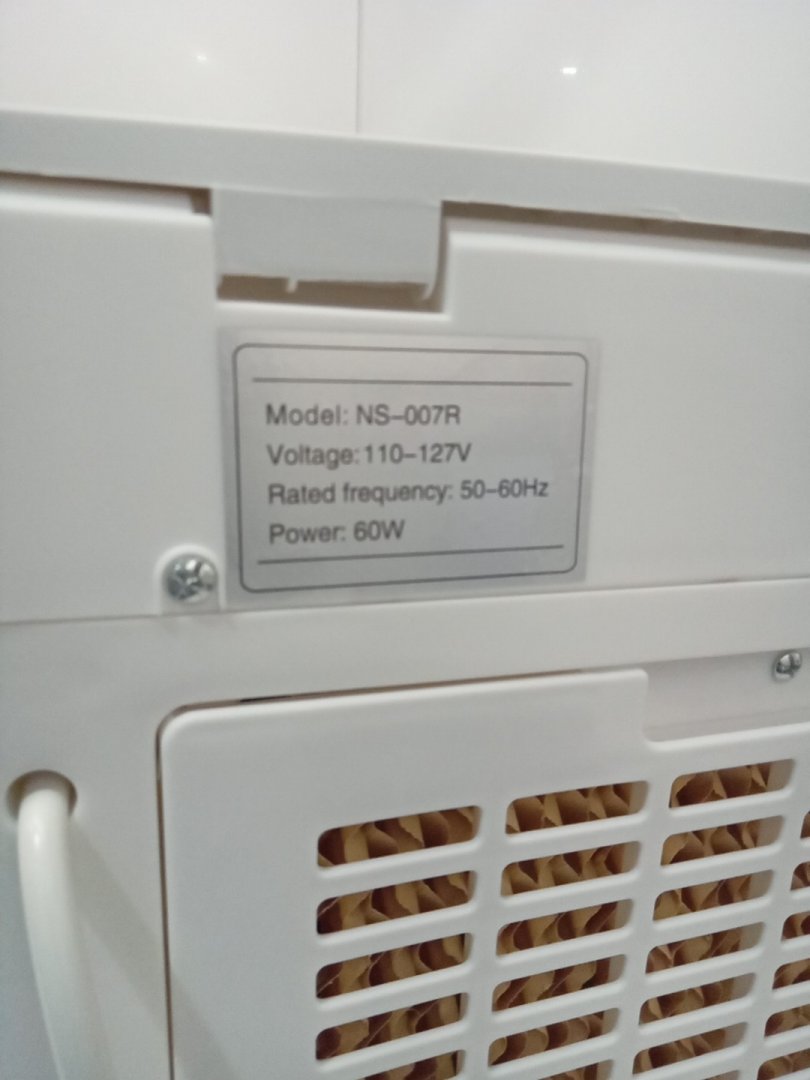 Model: NS-007R
Voltage: 110-127V
Rated frequency: 50-60Hz
Power: 60W